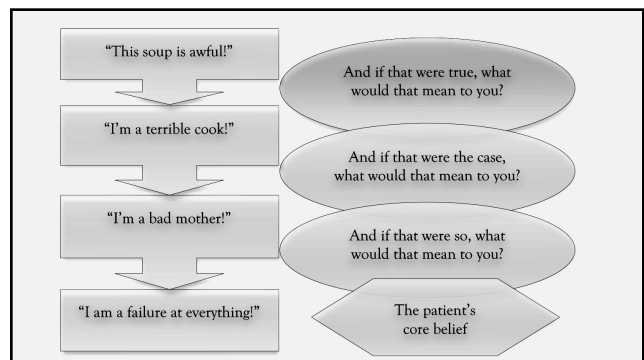 “This soup is awful!”
And if that were true, what
would that mean to you?
“I’m a terrible cook!”
And if that were the case,
what would that mean to you?
“I’m a bad mother!”
And if that were so, what
would that mean to you?
“I am a failure at everything!”
The patient’s
core belief